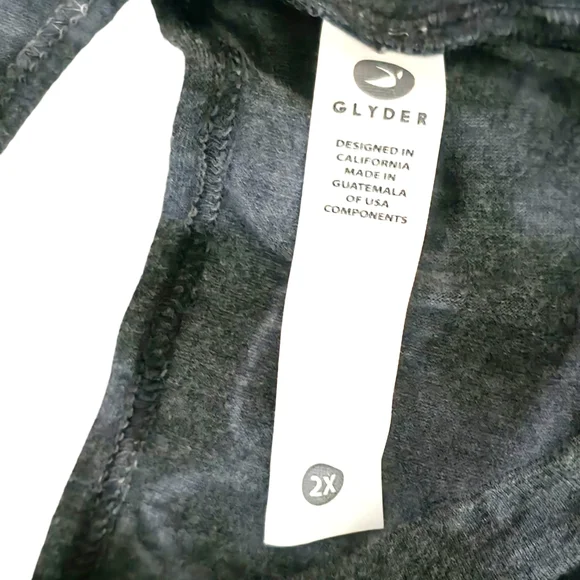 GLYDER
DESIGNED IN
CALIFORNIA
MADE IN
GUATEMALA
OF USA
COMPONENTS
2X